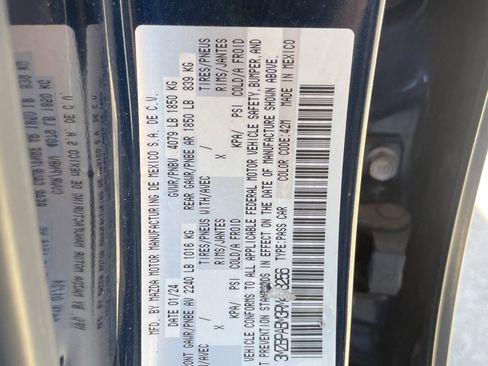 MFD. BY MAZDA MOTOR MANUFACTURING DE MEXICO S.A. DE C.V.
DATE 01/24 GVWR/PNBV 4079 LB 1850 KG
FRONT GAWR/PNBE AV 2240 LB 1016 KG REAR GAWR/PNBE AR 1850 LB 839 KG
WITH/AVEC / TIRES/PNEUS WITH/AVEC / TIRES/PNEUS
X RIMS/JANTES X RIMS/JANTES
KPA/ PSI COLD/A FROID KPA/ PSI COLD/A FROID
VEHICLE CONFORMS TO ALL APPLICABLE FEDERAL MOTOR VEHICLE SAFETY, BUMPER, AND
THEFT PREVENTION STANDARDS IN EFFECT ON THE DATE OF MANUFACTURE SHOWN ABOVE.
TYPE:PASS CAR COLOR CODE:42M MADE IN MEXICO